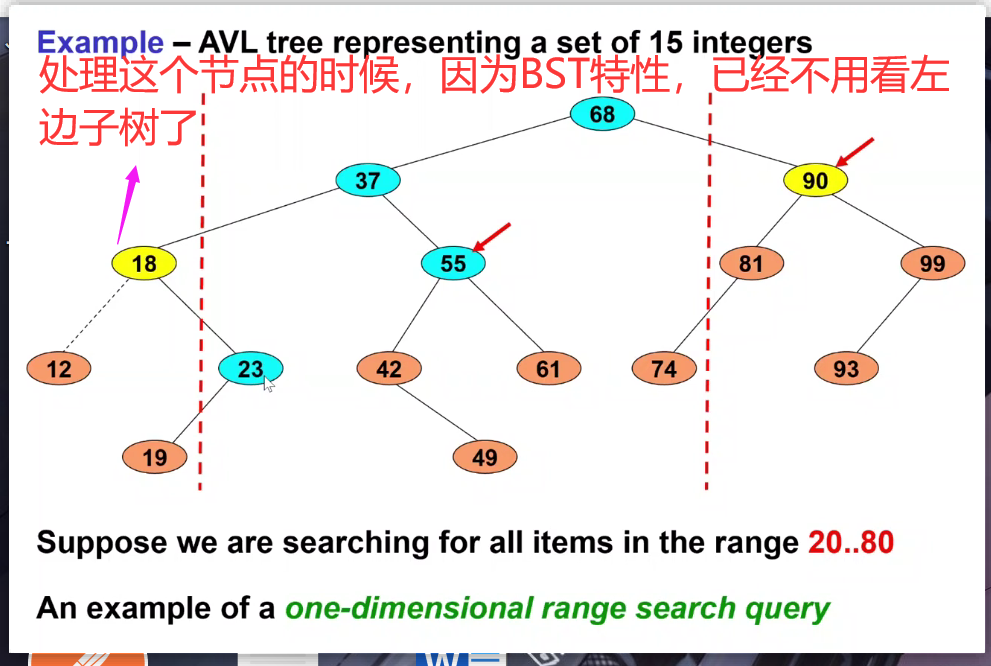 Example – AVL tree representing a set of 15 integers
处理这个节点的时候，因为BST特性，已经不用看左
边子树了
68
37
90
18
55
81
99
12
23
42
61
74
93
19
49
Suppose we are searching for all items in the range 20..80
An example of a one-dimensional range search query
W